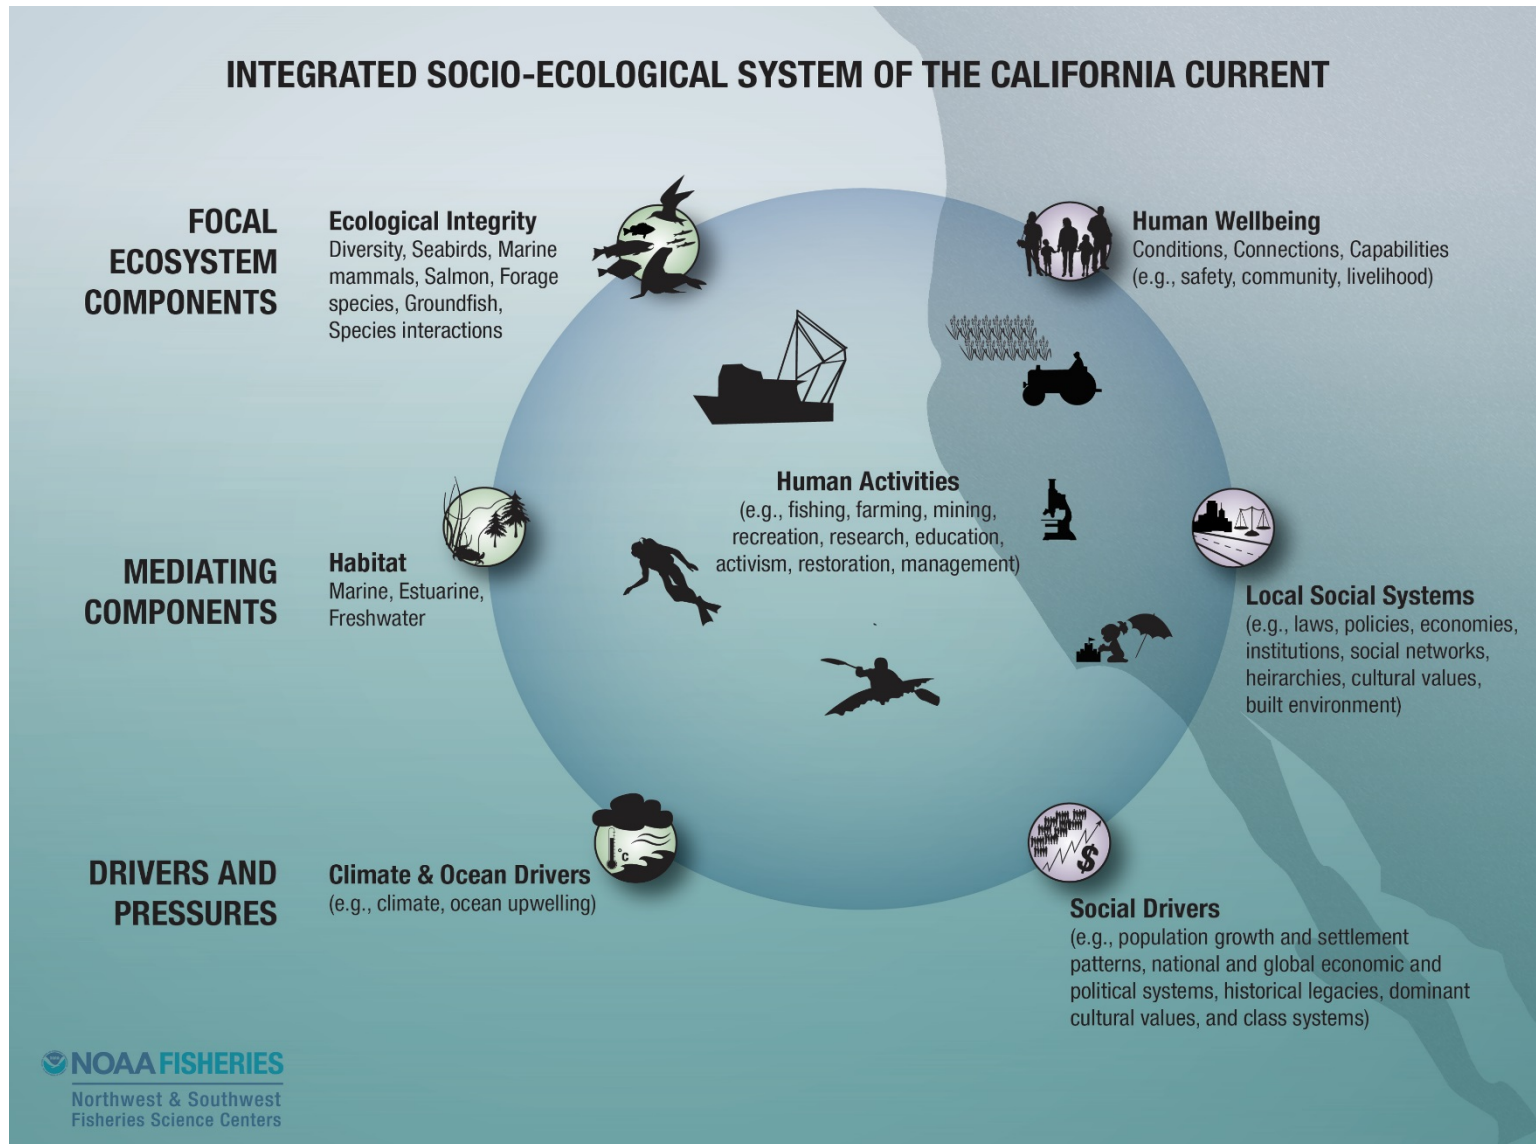 INTEGRATED SOCIO-ECOLOGICAL SYSTEM OF THE CALIFORNIA CURRENT
FOCAL
ECOSYSTEM
COMPONENTS
Ecological Integrity
Diversity, Seabirds, Marine
mammals, Salmon, Forage
species, Groundfish,
Species interactions
Human Wellbeing
Conditions, Connections, Capabilities
(e.g., safety, community, livelihood)
Human Activities
(e.g., fishing, farming, mining,
recreation, research, education,
activism, restoration, management)
MEDIATING
COMPONENTS
Habitat
Marine, Estuarine,
Freshwater
Local Social Systems
(e.g., laws, policies, economies,
institutions, social networks,
heirarchies, cultural values,
built environment)
DRIVERS AND
PRESSURES
Climate & Ocean Drivers
(e.g., climate, ocean upwelling)
°C
$
Social Drivers
(e.g., population growth and settlement
patterns, national and global economic and
political systems, historical legacies, dominant
cultural values, and class systems)
NOAA FISHERIES
Northwest & Southwest
Fisheries Science Centers